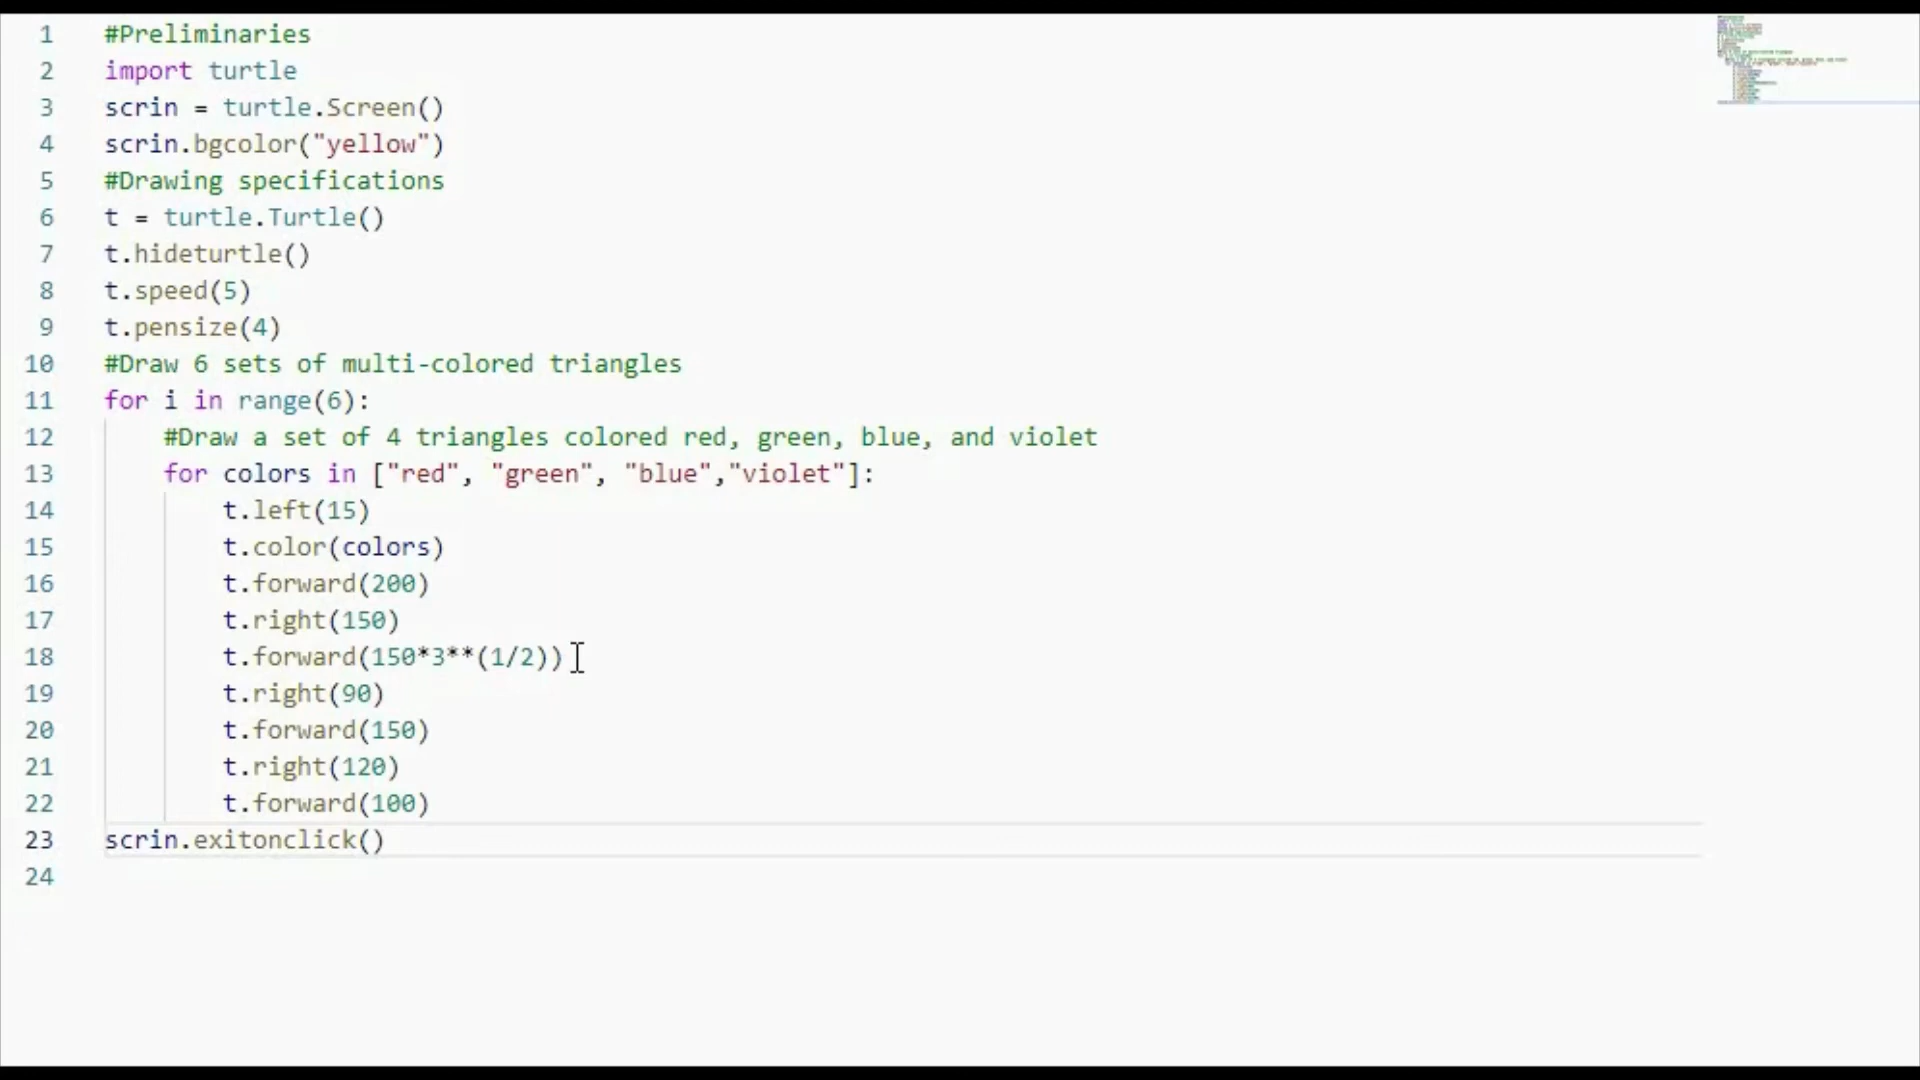 1 #Preliminaries
2 import turtle
3 scrin = turtle.Screen()
4 scrin.bgcolor("yellow")
5 #Drawing specifications
6 t = turtle.Turtle()
7 t.hideturtle()
8 t.speed(5)
9 t.pensize(4)
10 #Draw 6 sets of multi-colored triangles
11 for i in range(6):
12     #Draw a set of 4 triangles colored red, green, blue, and violet
13     for colors in ["red", "green", "blue","violet"]:
14         t.left(15)
15         t.color(colors)
16         t.forward(200)
17         t.right(150)
18         t.forward(150*3**(1/2))
19         t.right(90)
20         t.forward(150)
21         t.right(120)
22         t.forward(100)
23 scrin.exitonclick()
24